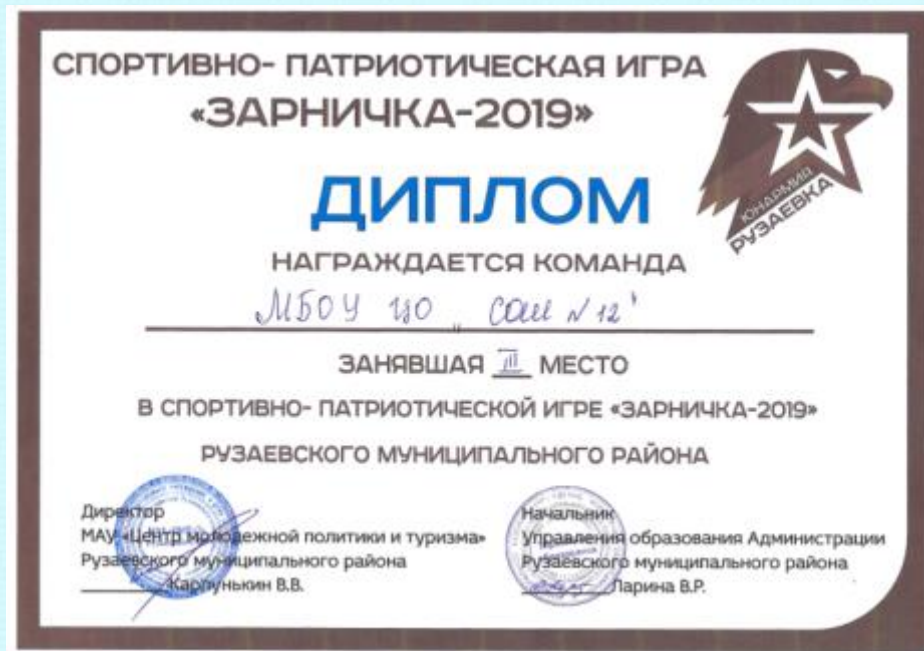 СПОРТИВНО- ПАТРИОТИЧЕСКАЯ ИГРА
«ЗАРНИЧКА-2019»
ЮНАРМИЯ
РУЗАЕВКА
ДИПЛОМ
НАГРАЖДАЕТСЯ КОМАНДА
МБОУ ЦО „СОШ N 12"
ЗАНЯВШАЯ III МЕСТО
В СПОРТИВНО- ПАТРИОТИЧЕСКОЙ ИГРЕ «ЗАРНИЧКА-2019»
РУЗАЕВСКОГО МУНИЦИПАЛЬНОГО РАЙОНА
Директор
МАУ «Центр молодежной политики и туризма»
Рузаевского муниципального района
Карпунькин В.В.
Начальник
Управления образования Администрации
Рузаевского муниципального района
Ларина В.Р.